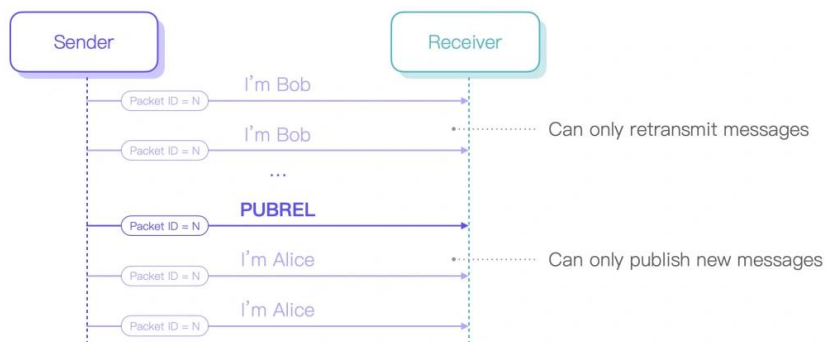 Sender
Receiver
I'm Bob
Packet ID = N
Can only retransmit messages
I'm Bob
Packet ID = N
...
PUBREL
Packet ID = N
I'm Alice
Can only publish new messages
Packet ID = N
I'm Alice
Packet ID = N